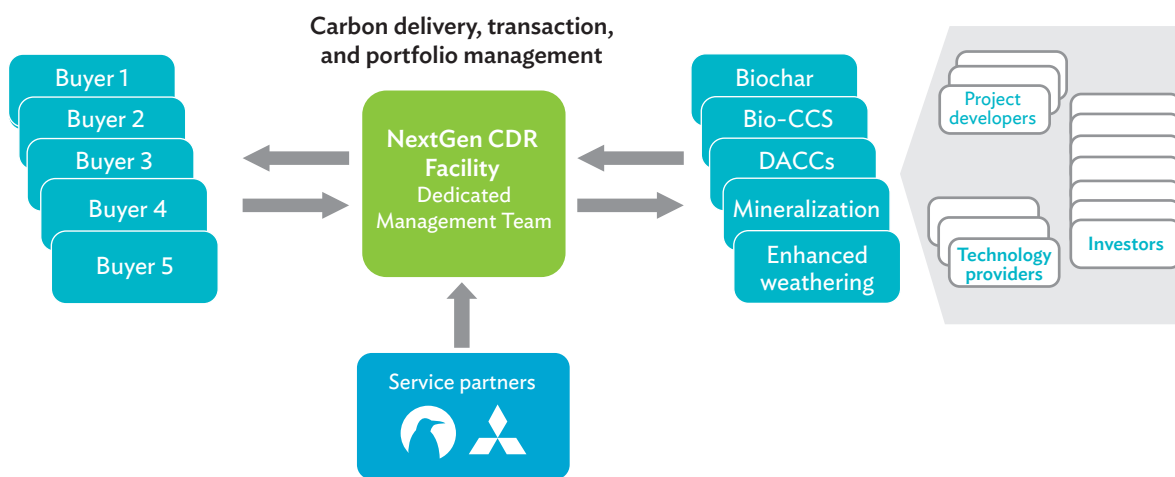 Carbon delivery, transaction,
and portfolio management
Buyer 1
Buyer 2
Buyer 3
Buyer 4
Buyer 5
NextGen CDR
Facility
Dedicated
Management Team
Service partners
Biochar
Bio-CCS
DACCs
Mineralization
Enhanced
weathering
Project
developers
Technology
providers
Investors